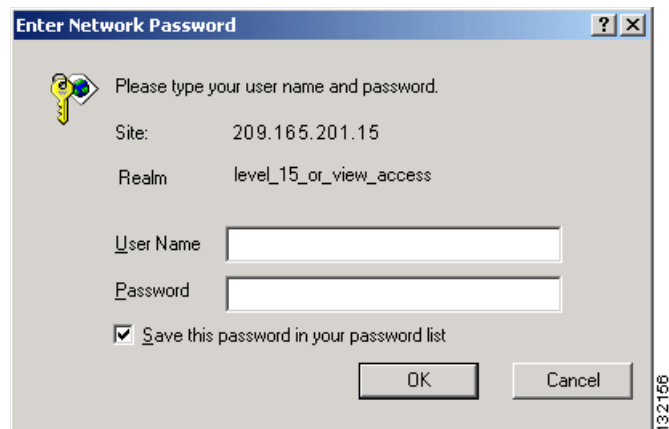 Enter Network Password
? ×
Please type your user name and password.
Site: 209.165.201.15
Realm level_15_or_view_access
User Name
Password
Save this password in your password list
OK Cancel
132156